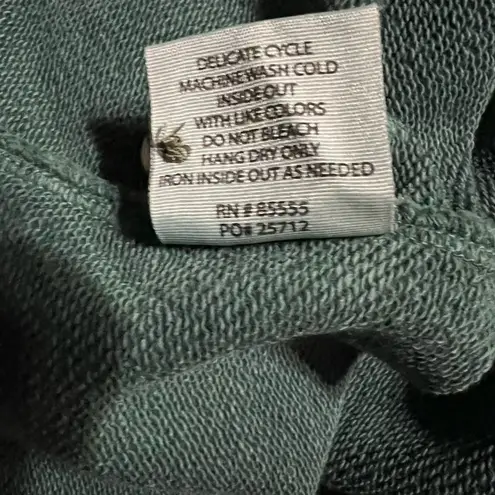 DELICATE CYCLE
MACHINE WASH COLD
INSIDE OUT
WITH LIKE COLORS
DO NOT BLEACH
HANG DRY ONLY
IRON INSIDE OUT AS NEEDED
RN # 85555
PO# 25712